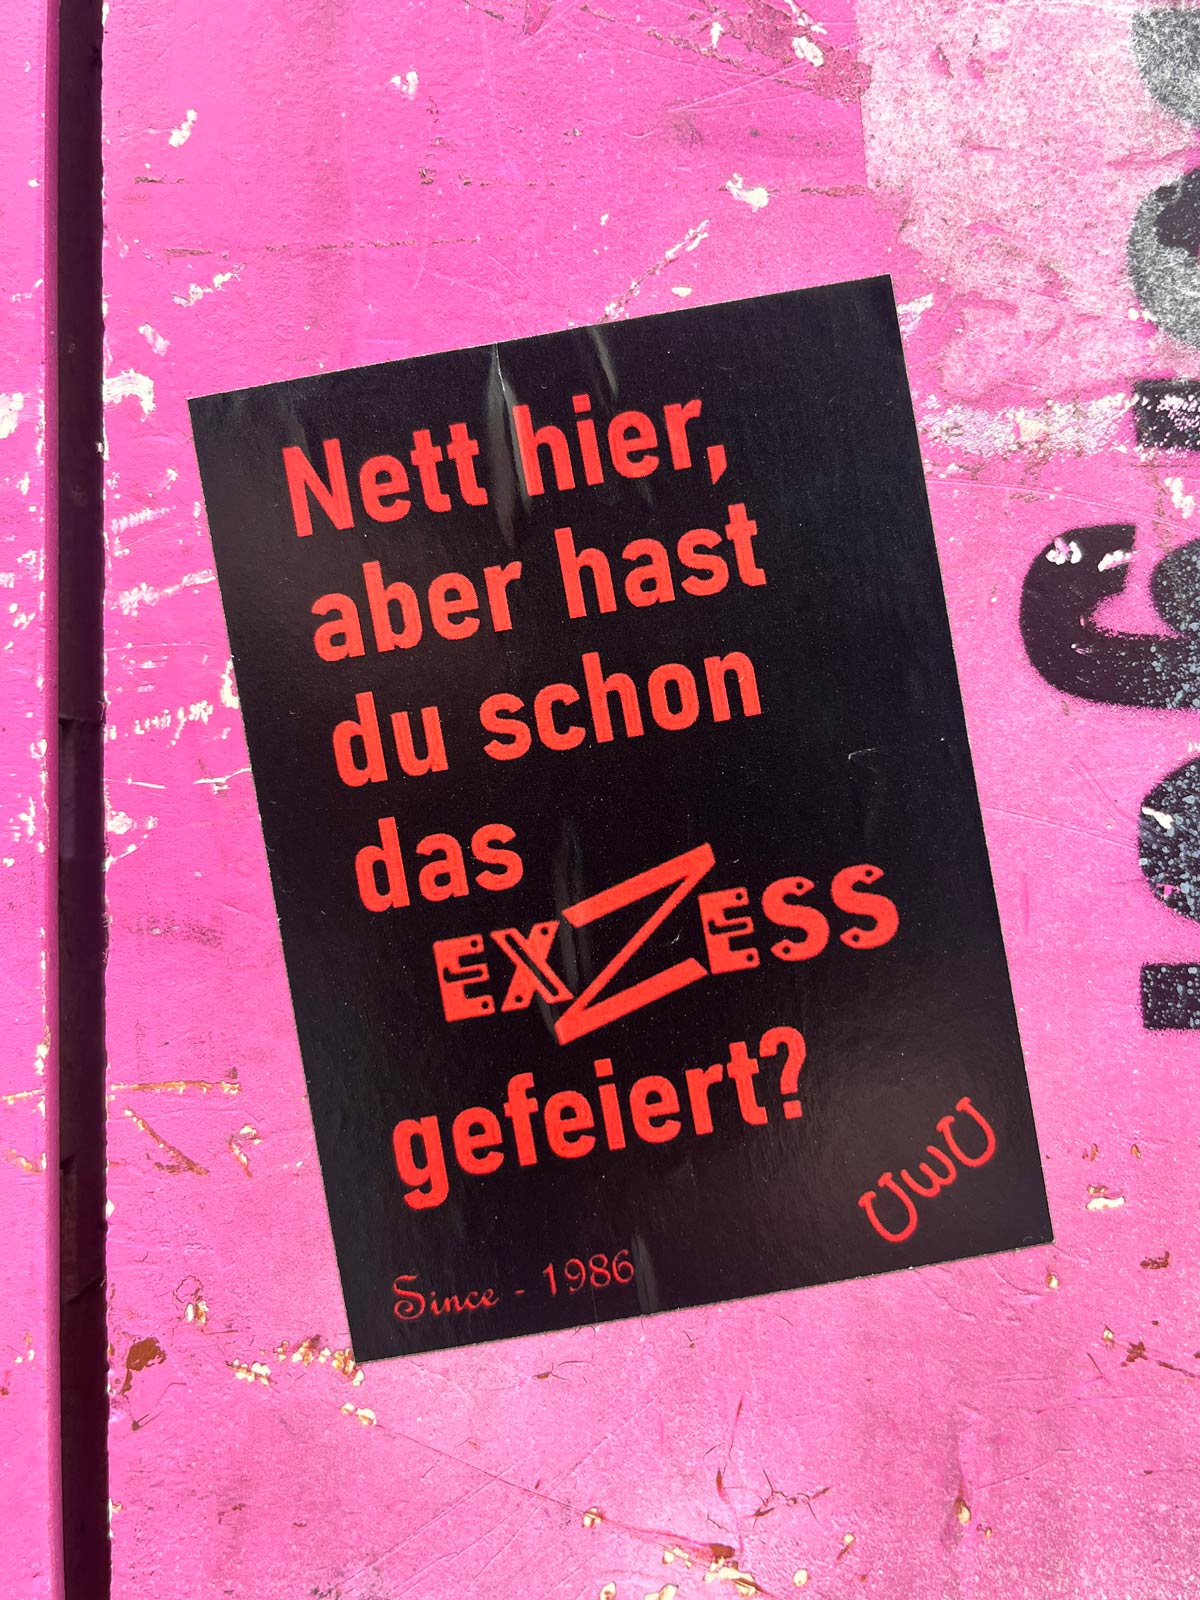 Nett hier,
aber hast
du schon
das
EXZESS
gefeiert?
UwU
Since - 1986